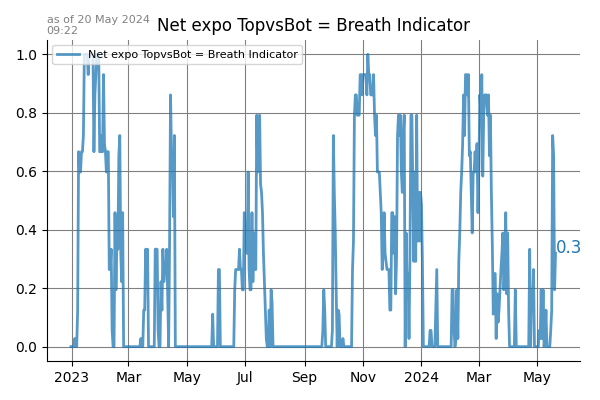 as of 20 May 2024
09:22
Net expo TopvsBot = Breath Indicator
Net expo TopvsBot = Breath Indicator
1.0
0.8
0.6
0.4
0.2
0.0
0.3
2023 Mar May Jul Sep Nov 2024 Mar May